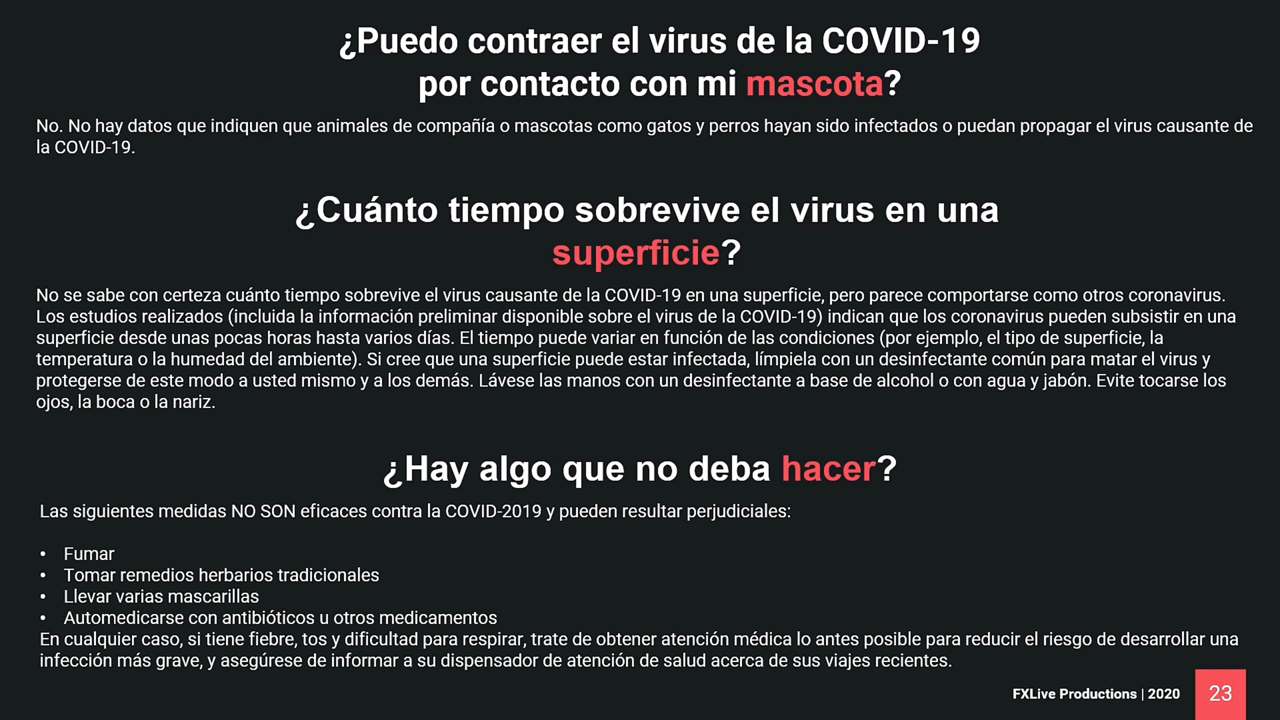 ¿Puedo contraer el virus de la COVID-19
por contacto con mi mascota?
No. No hay datos que indiquen que animales de compañía o mascotas como gatos y perros hayan sido infectados o puedan propagar el virus causante de
la COVID-19.
¿Cuánto tiempo sobrevive el virus en una
superficie?
No se sabe con certeza cuánto tiempo sobrevive el virus causante de la COVID-19 en una superficie, pero parece comportarse como otros coronavirus.
Los estudios realizados (incluida la información preliminar disponible sobre el virus de la COVID-19) indican que los coronavirus pueden subsistir en una
superficie desde unas pocas horas hasta varios días. El tiempo puede variar en función de las condiciones (por ejemplo, el tipo de superficie, la
temperatura o la humedad del ambiente). Si cree que una superficie puede estar infectada, límpiela con un desinfectante común para matar el virus y
protegerse de este modo a usted mismo y a los demás. Lávese las manos con un desinfectante a base de alcohol o con agua y jabón. Evite tocarse los
ojos, la boca o la nariz.
¿Hay algo que no deba hacer?
Las siguientes medidas NO SON eficaces contra la COVID-2019 y pueden resultar perjudiciales:
• Fumar
• Tomar remedios herbarios tradicionales
• Llevar varias mascarillas
• Automedicarse con antibióticos u otros medicamentos
En cualquier caso, si tiene fiebre, tos y dificultad para respirar, trate de obtener atención médica lo antes posible para reducir el riesgo de desarrollar una
infección más grave, y asegúrese de informar a su dispensador de atención de salud acerca de sus viajes recientes.
FXLive Productions | 2020 23